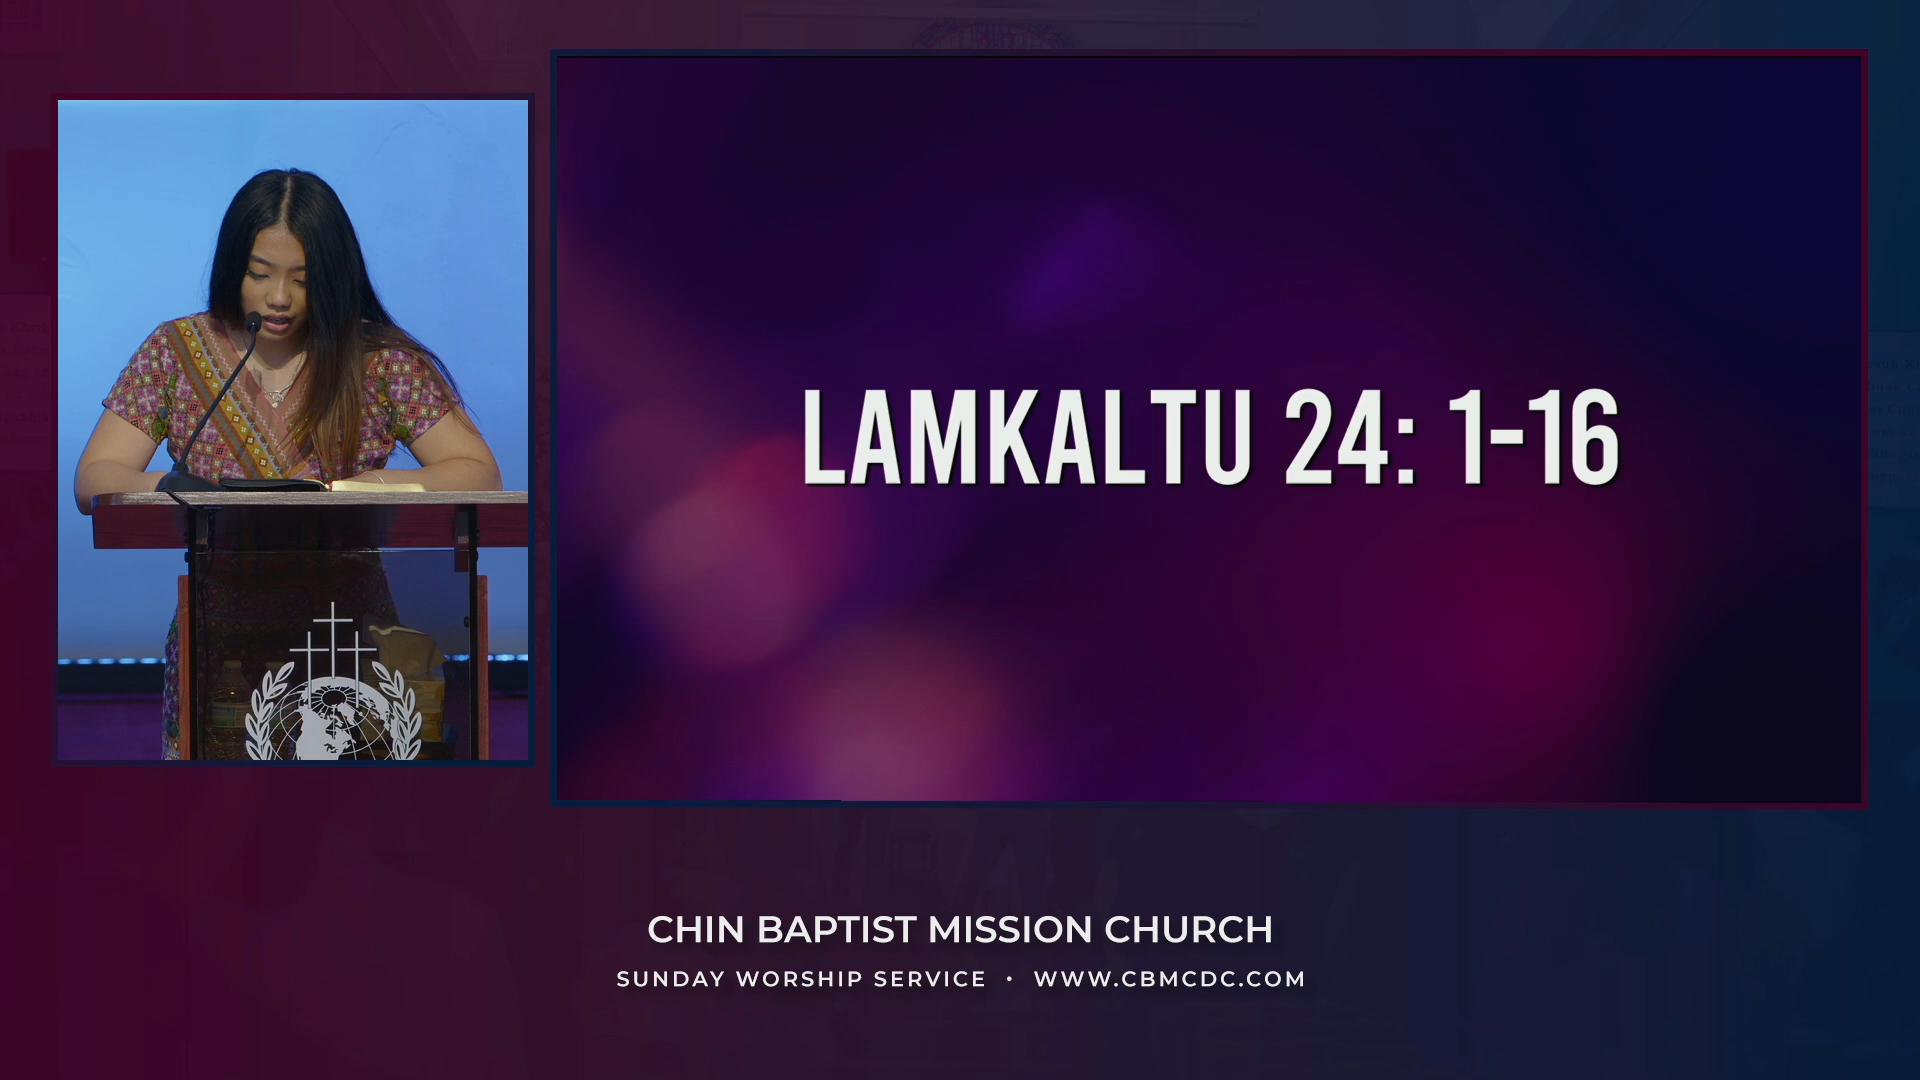 LAMKALTU 24: 1-16
CHIN BAPTIST MISSION CHURCH
SUNDAY WORSHIP SERVICE • WWW.CBMCDC.COM